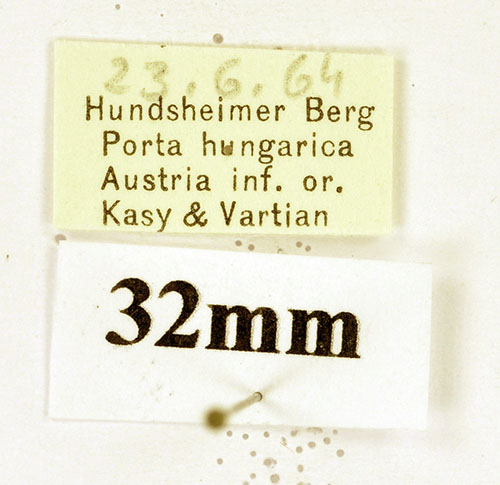 23.6.64
Hundsheimer Berg
Porta hungarica
Austria inf. or.
Kasy & Vartian
32mm